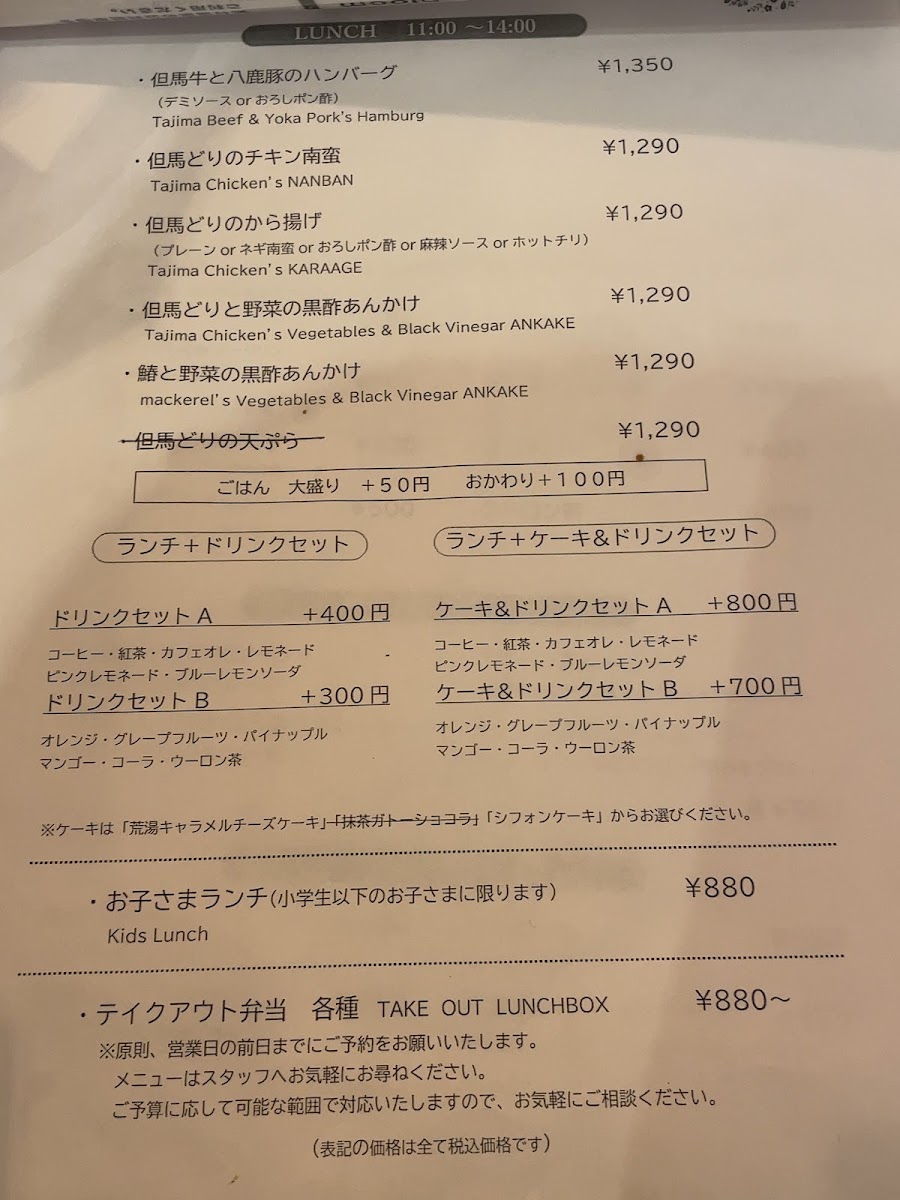 LUNCH 11:00 ～14:00
・但馬牛と八鹿豚のハンバーグ ¥1,350
（デミソース or おろしポン酢）
Tajima Beef & Yoka Pork's Hamburg
・但馬どりのチキン南蛮 ¥1,290
Tajima Chicken's NANBAN
・但馬どりのから揚げ ¥1,290
（プレーン or ネギ南蛮 or おろしポン酢 or 麻辣ソース or ホットチリ）
Tajima Chicken's KARAAGE
・但馬どりと野菜の黒酢あんかけ ¥1,290
Tajima Chicken's Vegetables & Black Vinegar ANKAKE
・鰆と野菜の黒酢あんかけ ¥1,290
mackerel's Vegetables & Black Vinegar ANKAKE
・但馬どりの天ぷら ¥1,290
ごはん 大盛り ＋５０円 おかわり＋１００円
ランチ＋ドリンクセット
ランチ＋ケーキ&ドリンクセット
ドリンクセット A +400 円
コーヒー・紅茶・カフェオレ・レモネード
ピンクレモネード・ブルーレモンソーダ
ドリンクセット B +300 円
オレンジ・グレープフルーツ・パイナップル
マンゴー・コーラ・ウーロン茶
ケーキ&ドリンクセット A +800 円
コーヒー・紅茶・カフェオレ・レモネード
ピンクレモネード・ブルーレモンソーダ
ケーキ&ドリンクセット B +700 円
オレンジ・グレープフルーツ・パイナップル
マンゴー・コーラ・ウーロン茶
※ケーキは「荒湯キャラメルチーズケーキ」「抹茶ガトーショコラ」「シフォンケーキ」からお選びください。
・お子さまランチ(小学生以下のお子さまに限ります) ¥880
Kids Lunch
・テイクアウト弁当 各種 TAKE OUT LUNCHBOX ¥880～
※原則、営業日の前日までにご予約をお願いいたします。
メニューはスタッフへお気軽にお尋ねください。
ご予算に応じて可能な範囲で対応いたしますので、お気軽にご相談ください。
（表記の価格は全て税込価格です）